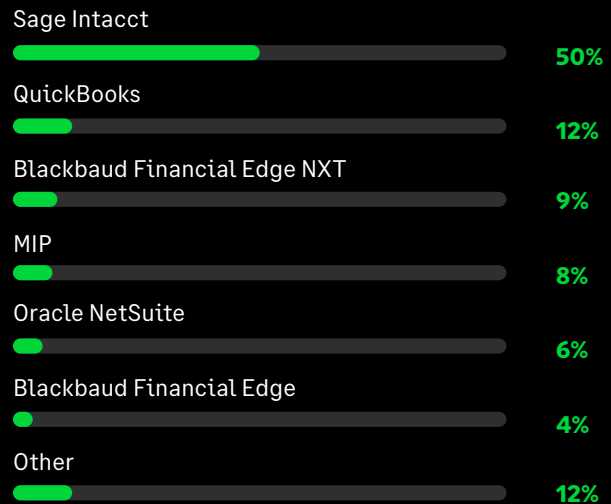 Sage Intacct
50%
QuickBooks
12%
Blackbaud Financial Edge NXT
9%
MIP
8%
Oracle NetSuite
6%
Blackbaud Financial Edge
4%
Other
12%